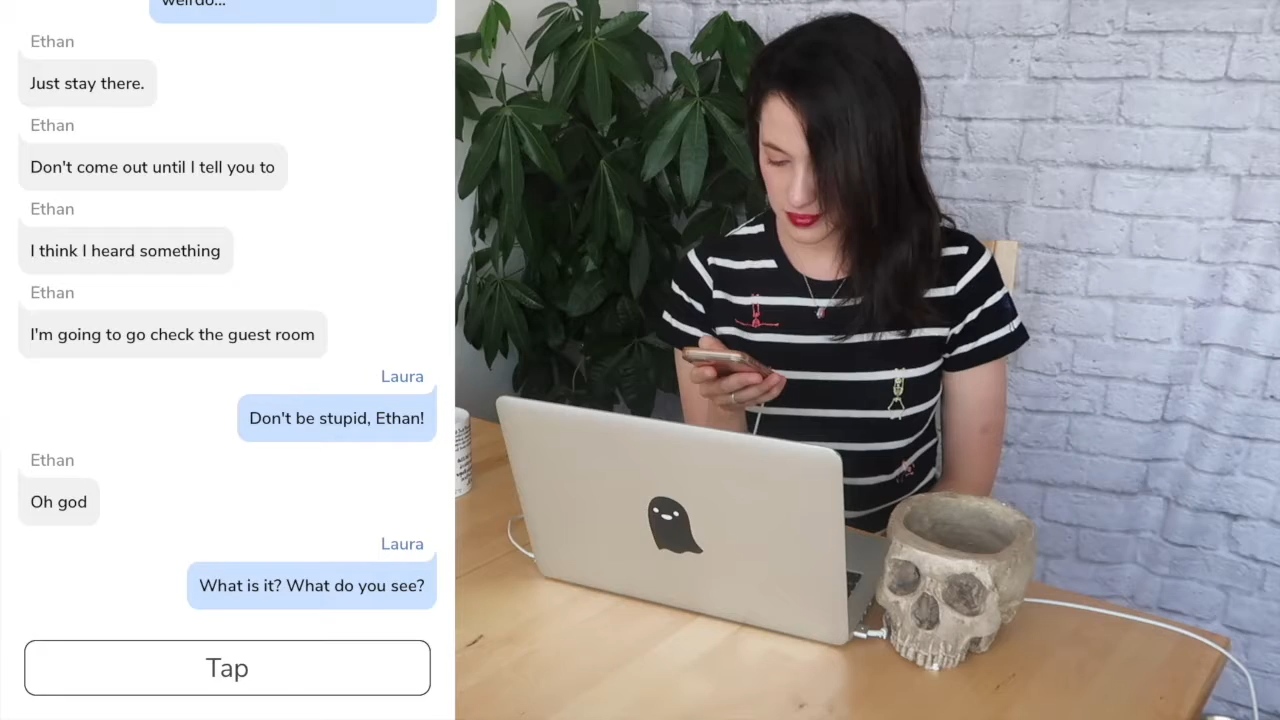 weirdo...
Ethan
Just stay there.
Ethan
Don't come out until I tell you to
Ethan
I think I heard something
Ethan
I'm going to go check the guest room
Laura
Don't be stupid, Ethan!
Ethan
Oh god
Laura
What is it? What do you see?
Tap